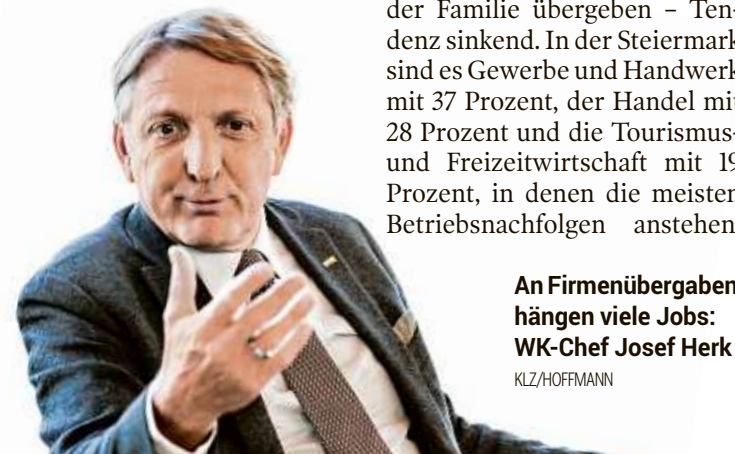 der Familie übergeben – Ten-
denz sinkend. In der Steiermark
sind es Gewerbe und Handwerk
mit 37 Prozent, der Handel mit
28 Prozent und die Tourismus-
und Freizeitwirtschaft mit 19
Prozent, in denen die meisten
Betriebsnachfolgen anstehen.
An Firmenübergaben
hängen viele Jobs:
WK-Chef Josef Herk
KLZ/HOFFMANN